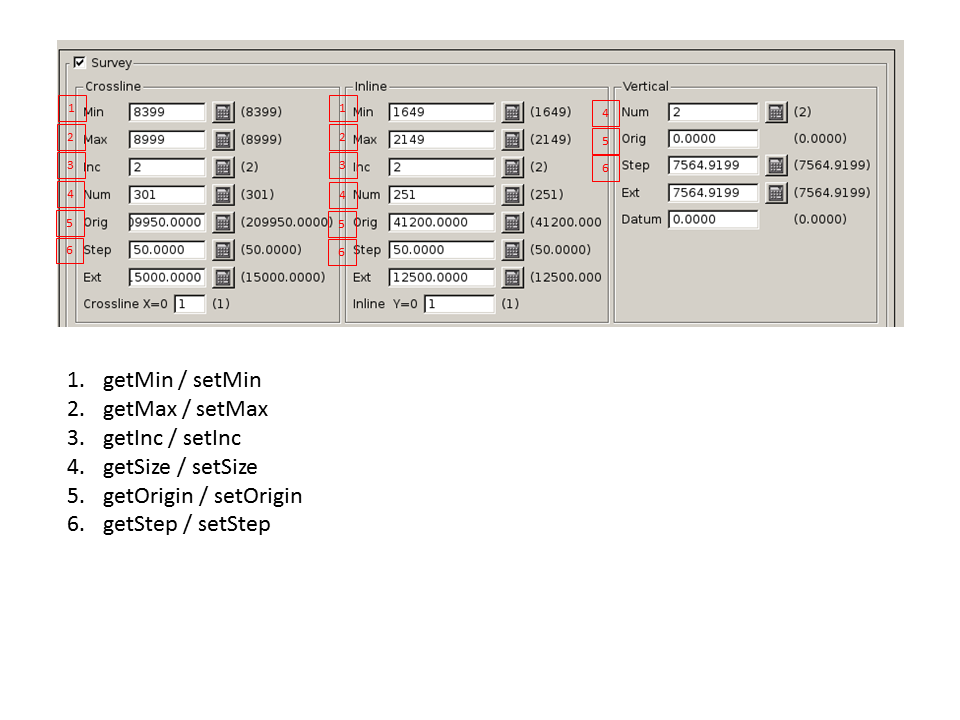 Survey
Crossline
1 Min 8399 (8399)
2 Max 8999 (8999)
3 Inc 2 (2)
4 Num 301 (301)
5 Orig 09950.0000 (209950.0000)
6 Step 50.0000 (50.0000)
Ext 15000.0000 (15000.0000)
Crossline X=0 1 (1)
Inline
1 Min 1649 (1649)
2 Max 2149 (2149)
3 Inc 2 (2)
4 Num 251 (251)
5 Orig 41200.0000 (41200.000
6 Step 50.0000 (50.0000)
Ext 12500.0000 (12500.000
Inline Y=0 1 (1)
Vertical
4 Num 2 (2)
5 Orig 0.0000 (0.0000)
6 Step 7564.9199 (7564.9199)
Ext 7564.9199 (7564.9199)
Datum 0.0000 (0.0000)
1. getMin / setMin
2. getMax / setMax
3. getInc / setInc
4. getSize / setSize
5. getOrigin / setOrigin
6. getStep / setStep